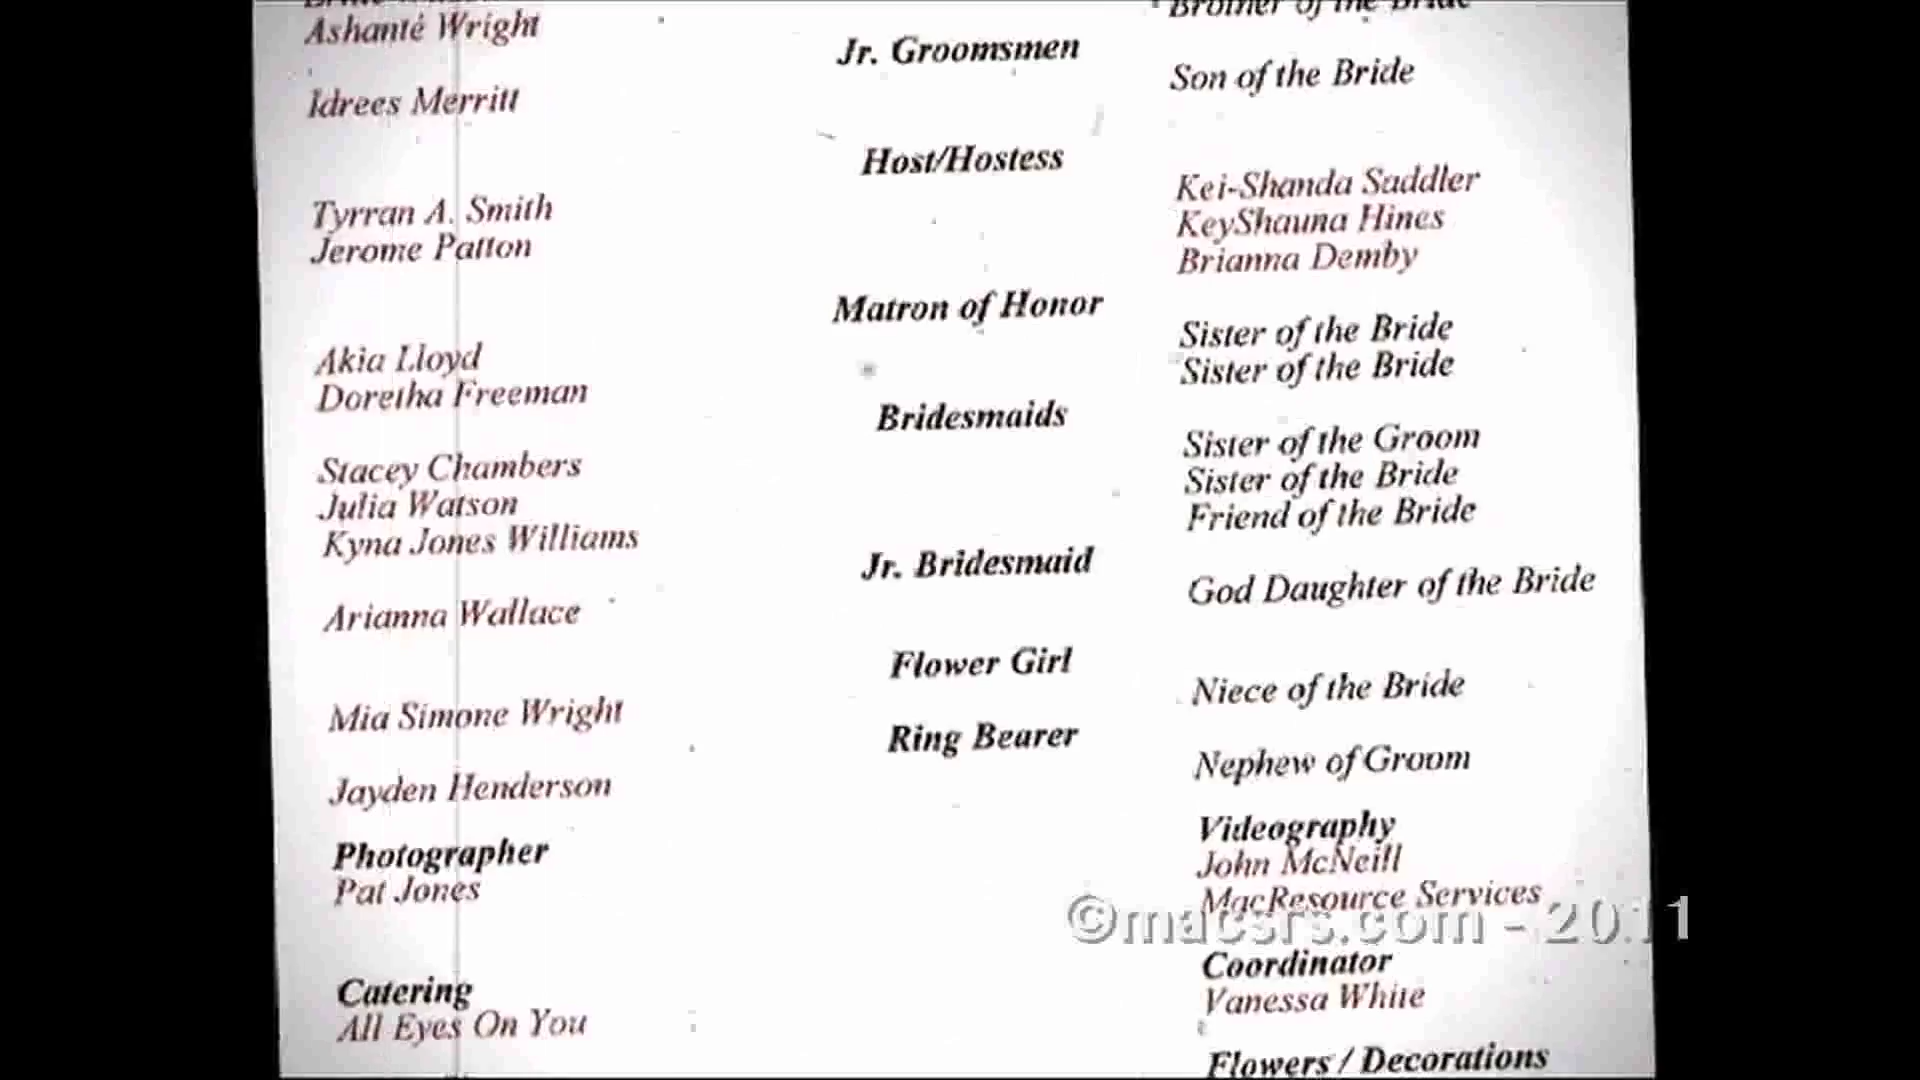 Ashanté Wright
Jr. Groomsmen
Brother of the Bride
Son of the Bride
Idrees Merritt
Host/Hostess
Tyrran A. Smith
Jerome Patton
Kei-Shanda Saddler
KeyShauna Hines
Brianna Demby
Matron of Honor
Akia Lloyd
Doretha Freeman
Sister of the Bride
Sister of the Bride
Bridesmaids
Stacey Chambers
Julia Watson
Kyna Jones Williams
Sister of the Groom
Sister of the Bride
Friend of the Bride
Jr. Bridesmaid
Arianna Wallace
God Daughter of the Bride
Flower Girl
Mia Simone Wright
Niece of the Bride
Ring Bearer
Jayden Henderson
Nephew of Groom
Photographer
Pat Jones
Videography
John McNeill
MacResource Services
©macsrs.com - 2011
Catering
All Eyes On You
Coordinator
Vanessa White
Flowers / Decorations